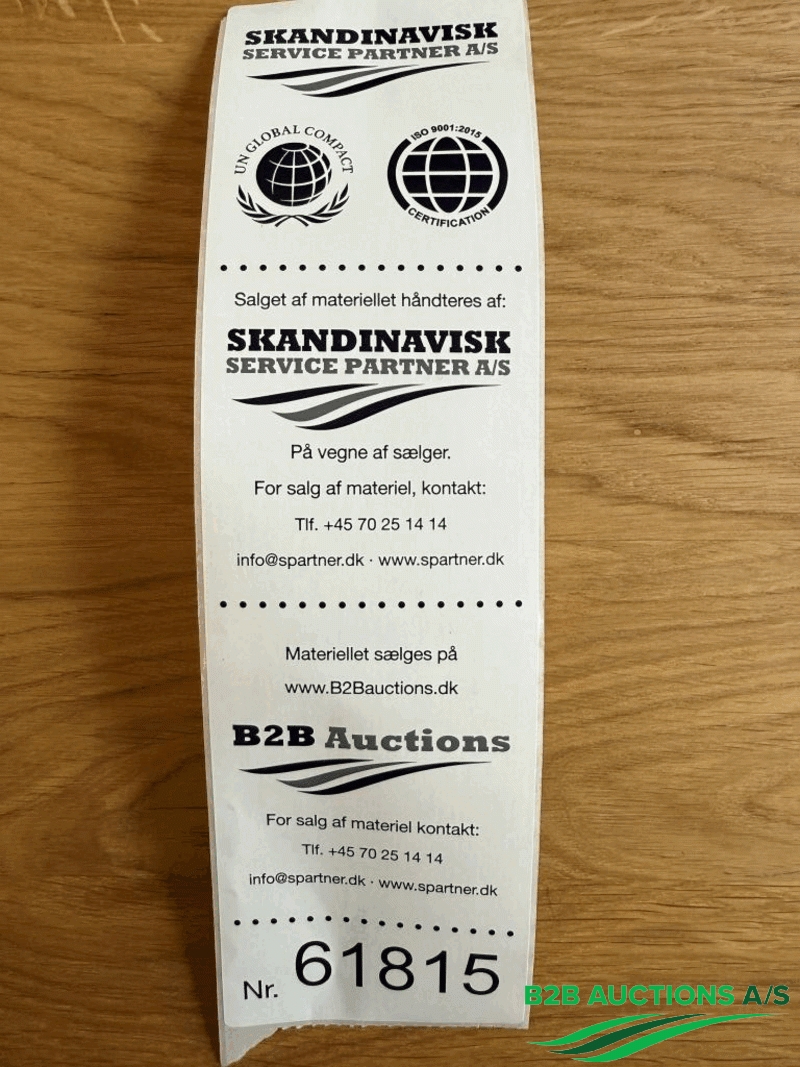 SKANDINAVISK
SERVICE PARTNER A/S
UN GLOBAL COMPACT
ISO 9001:2015
CERTIFICATION
Salget af materiellet håndteres af:
SKANDINAVISK
SERVICE PARTNER A/S
På vegne af sælger.
For salg af materiel, kontakt:
Tlf. +45 70 25 14 14
info@spartner.dk · www.spartner.dk
Materiellet sælges på
www.B2Bauctions.dk
B2B Auctions
For salg af materiel kontakt:
Tlf. +45 70 25 14 14
info@spartner.dk · www.spartner.dk
Nr. 61815
B2B AUCTIONS A/S